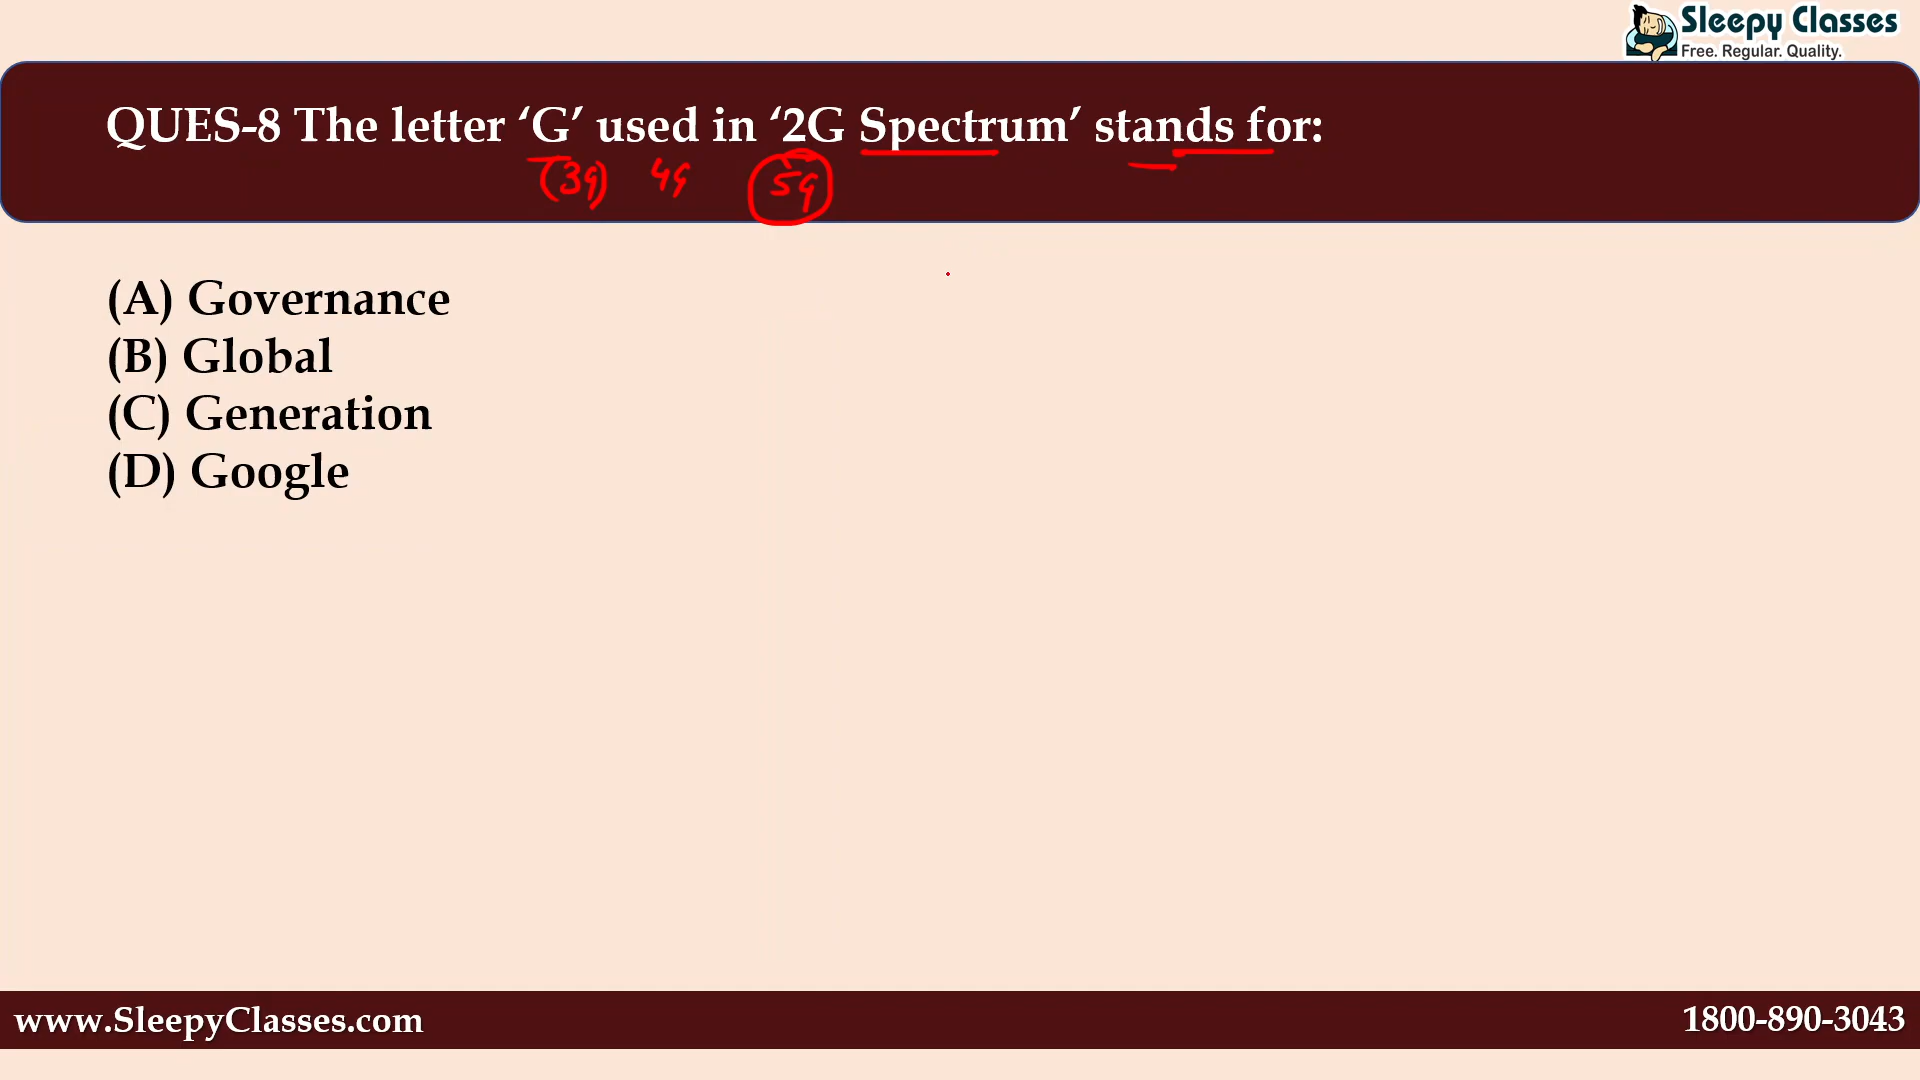 Sleepy Classes
Free. Regular. Quality.
QUES-8 The letter ‘G’ used in ‘2G Spectrum’ stands for:
(3G) 4G 5G
(A) Governance
(B) Global
(C) Generation
(D) Google
www.SleepyClasses.com
1800-890-3043